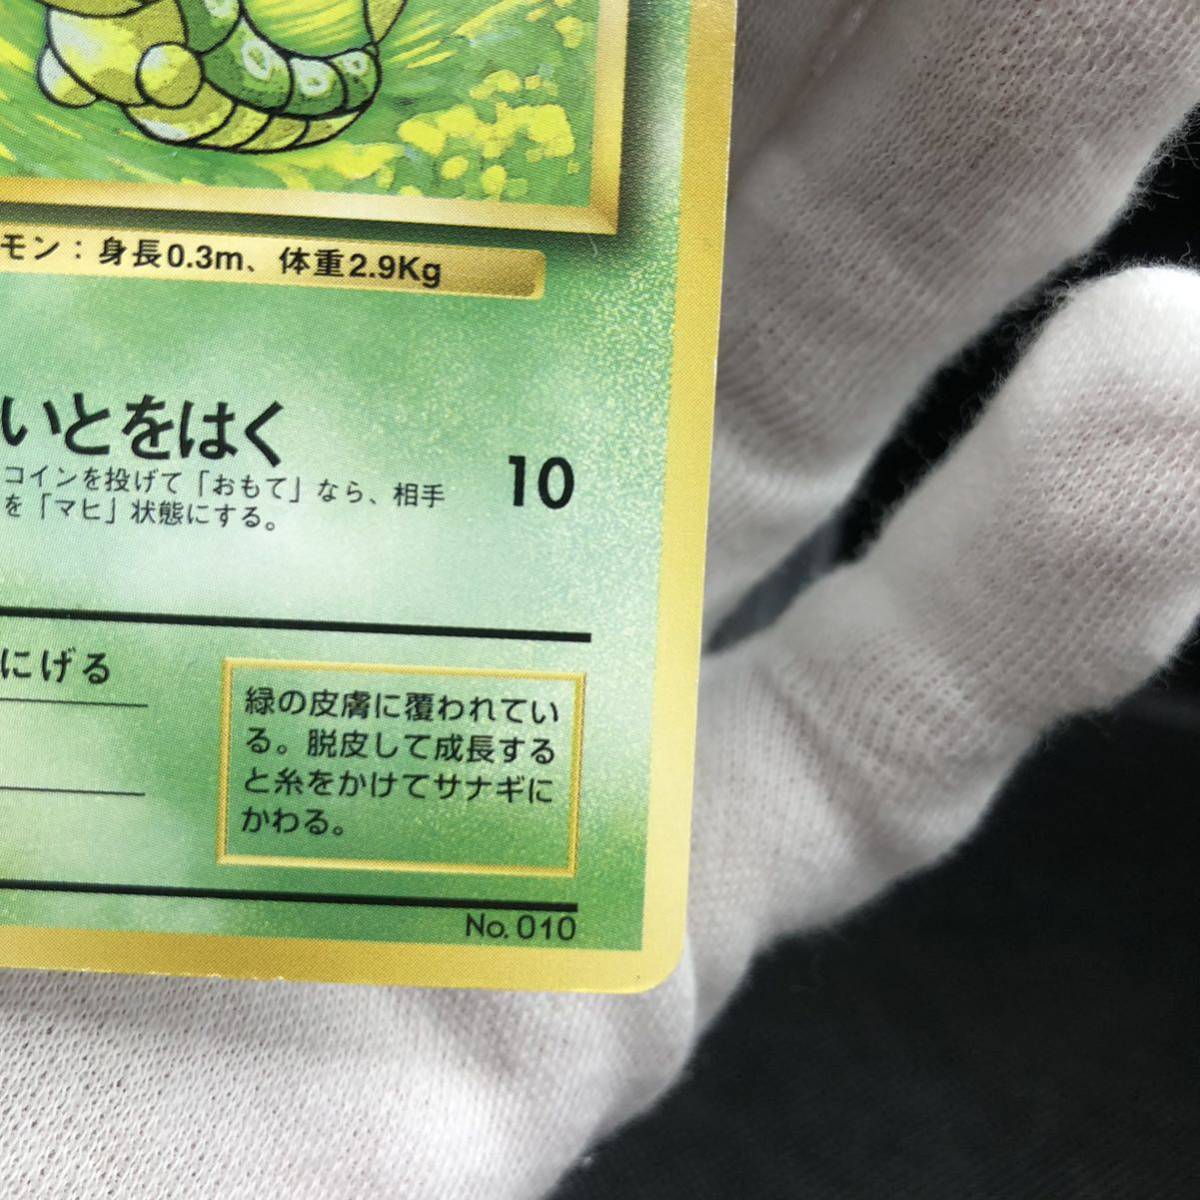 モン：身長0.3m、体重2.9Kg
いとをはく
10
コインを投げて「おもて」なら、相手
を「マヒ」状態にする。
にげる
緑の皮膚に覆われてい
る。脱皮して成長する
と糸をかけてサナギに
かわる。
No. 010